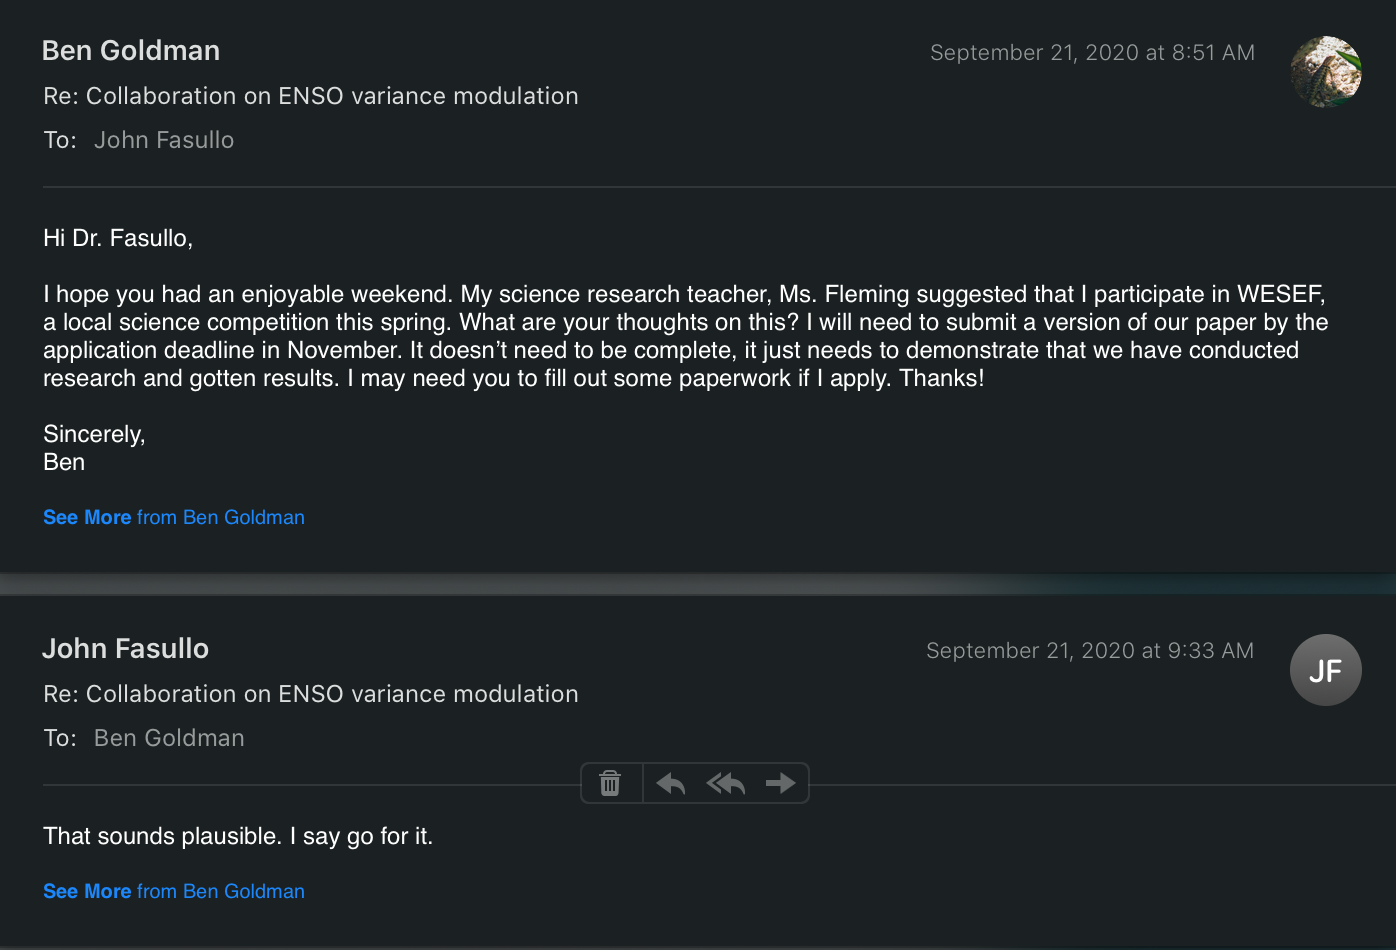 Ben Goldman
September 21, 2020 at 8:51 AM
Re: Collaboration on ENSO variance modulation
To: John Fasullo
Hi Dr. Fasullo,
I hope you had an enjoyable weekend. My science research teacher, Ms. Fleming suggested that I participate in WESEF,
a local science competition this spring. What are your thoughts on this? I will need to submit a version of our paper by the
application deadline in November. It doesn’t need to be complete, it just needs to demonstrate that we have conducted
research and gotten results. I may need you to fill out some paperwork if I apply. Thanks!
Sincerely,
Ben
See More from Ben Goldman
John Fasullo
September 21, 2020 at 9:33 AM
JF
Re: Collaboration on ENSO variance modulation
To: Ben Goldman
That sounds plausible. I say go for it.
See More from Ben Goldman